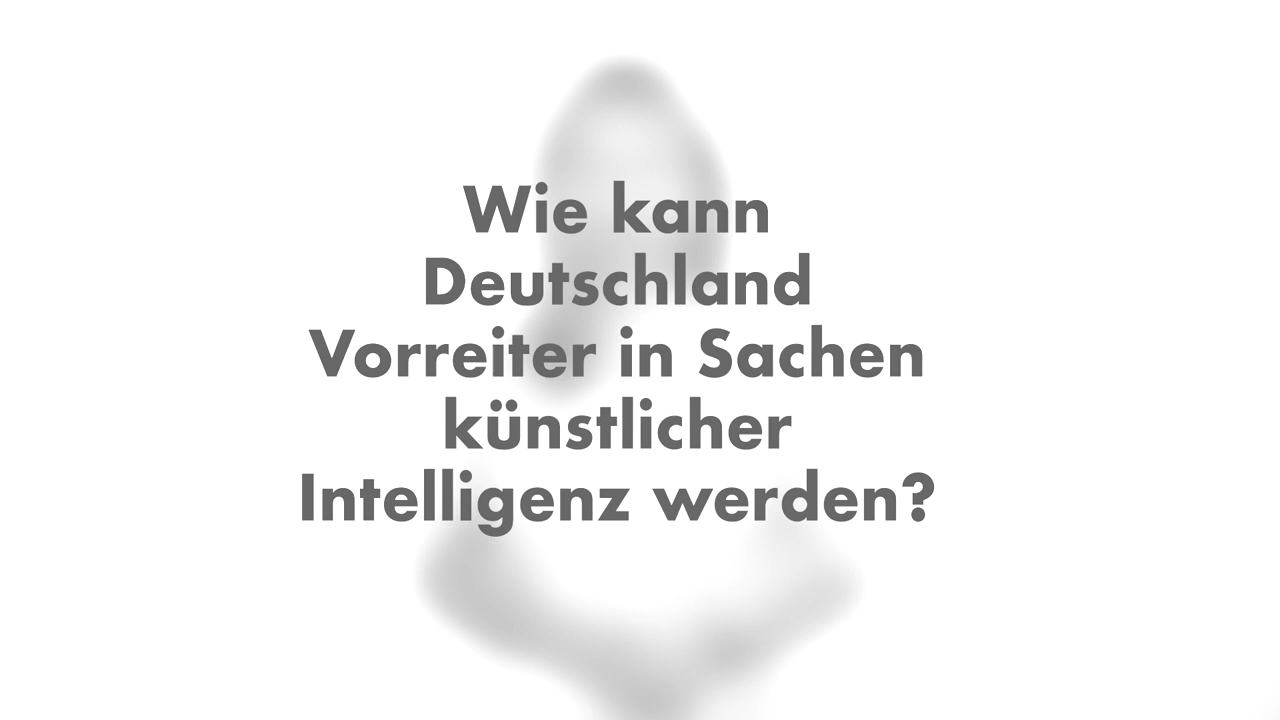 Wie kann
Deutschland
Vorreiter in Sachen
künstlicher
Intelligenz werden?